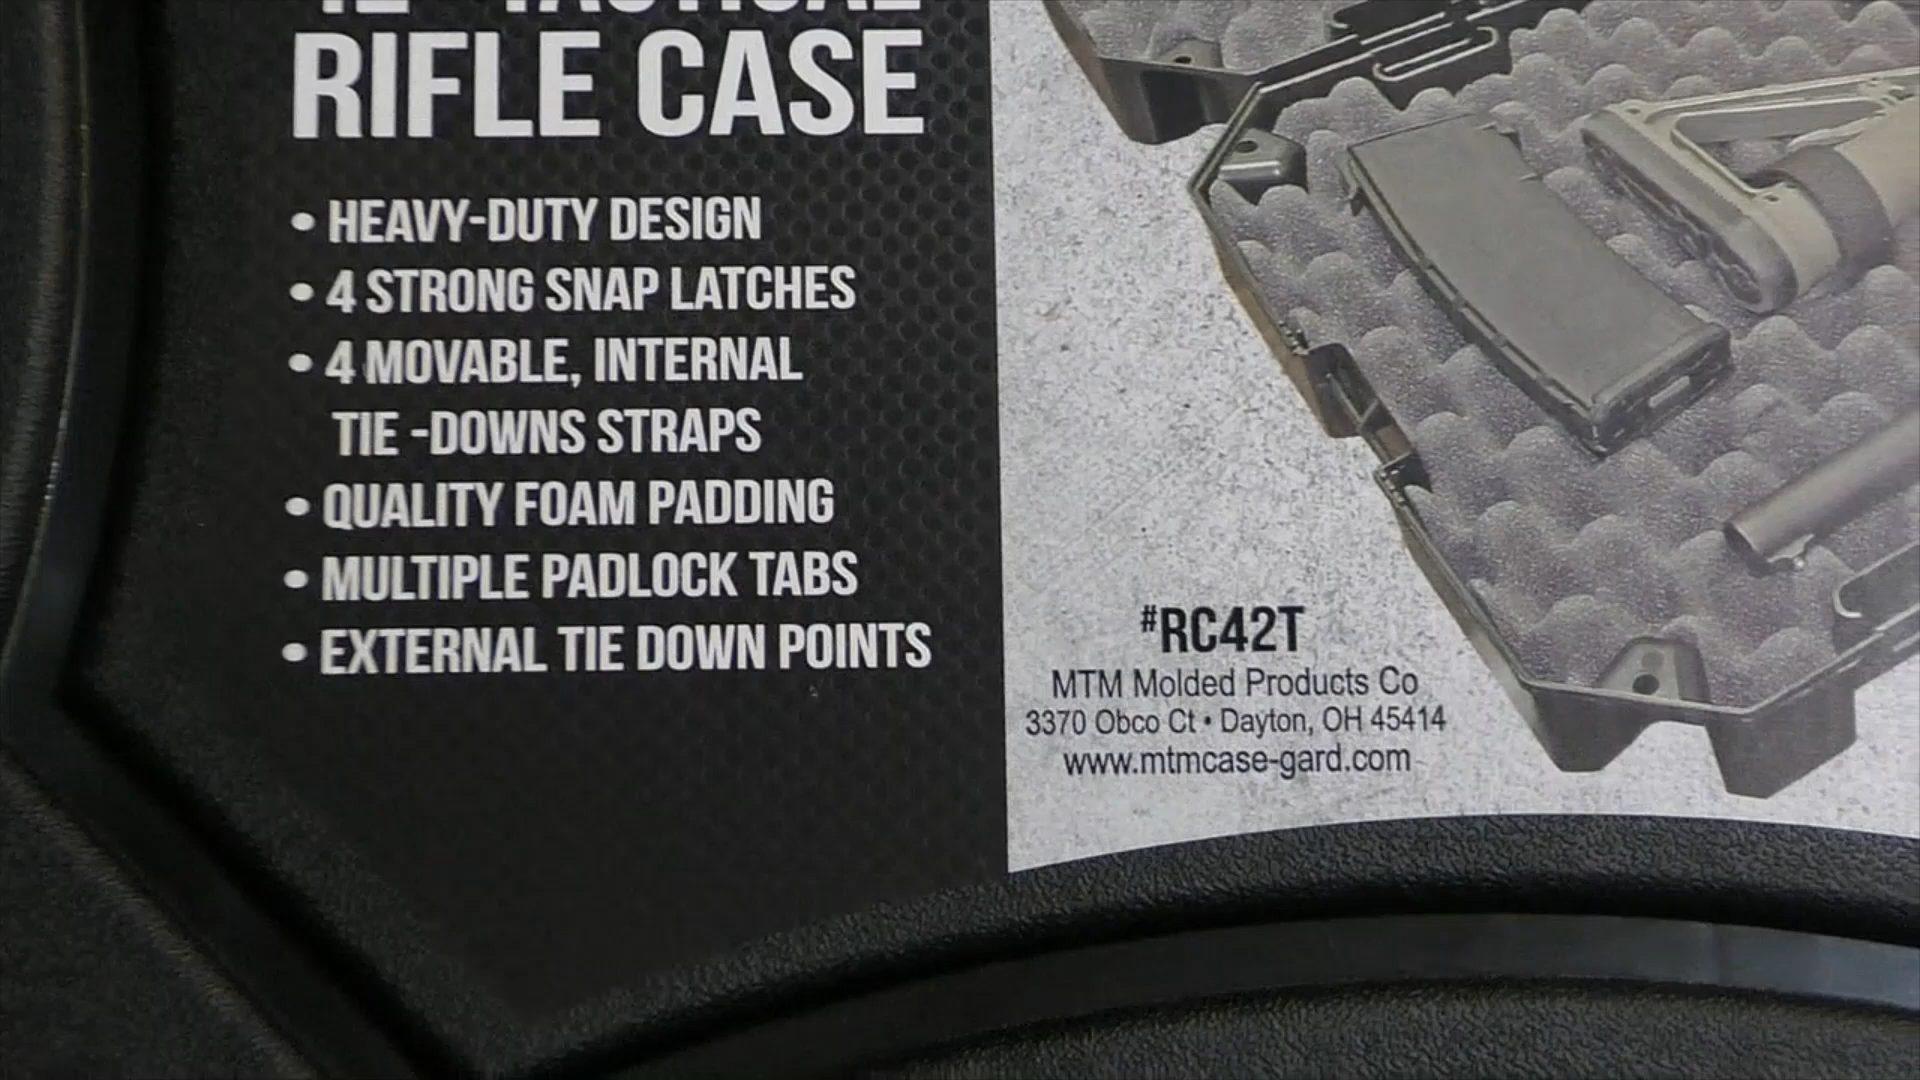 42" TACTICAL
RIFLE CASE
• HEAVY-DUTY DESIGN
• 4 STRONG SNAP LATCHES
• 4 MOVABLE, INTERNAL
TIE -DOWNS STRAPS
• QUALITY FOAM PADDING
• MULTIPLE PADLOCK TABS
• EXTERNAL TIE DOWN POINTS
#RC42T
MTM Molded Products Co
3370 Obco Ct • Dayton, OH 45414
www.mtmcase-gard.com